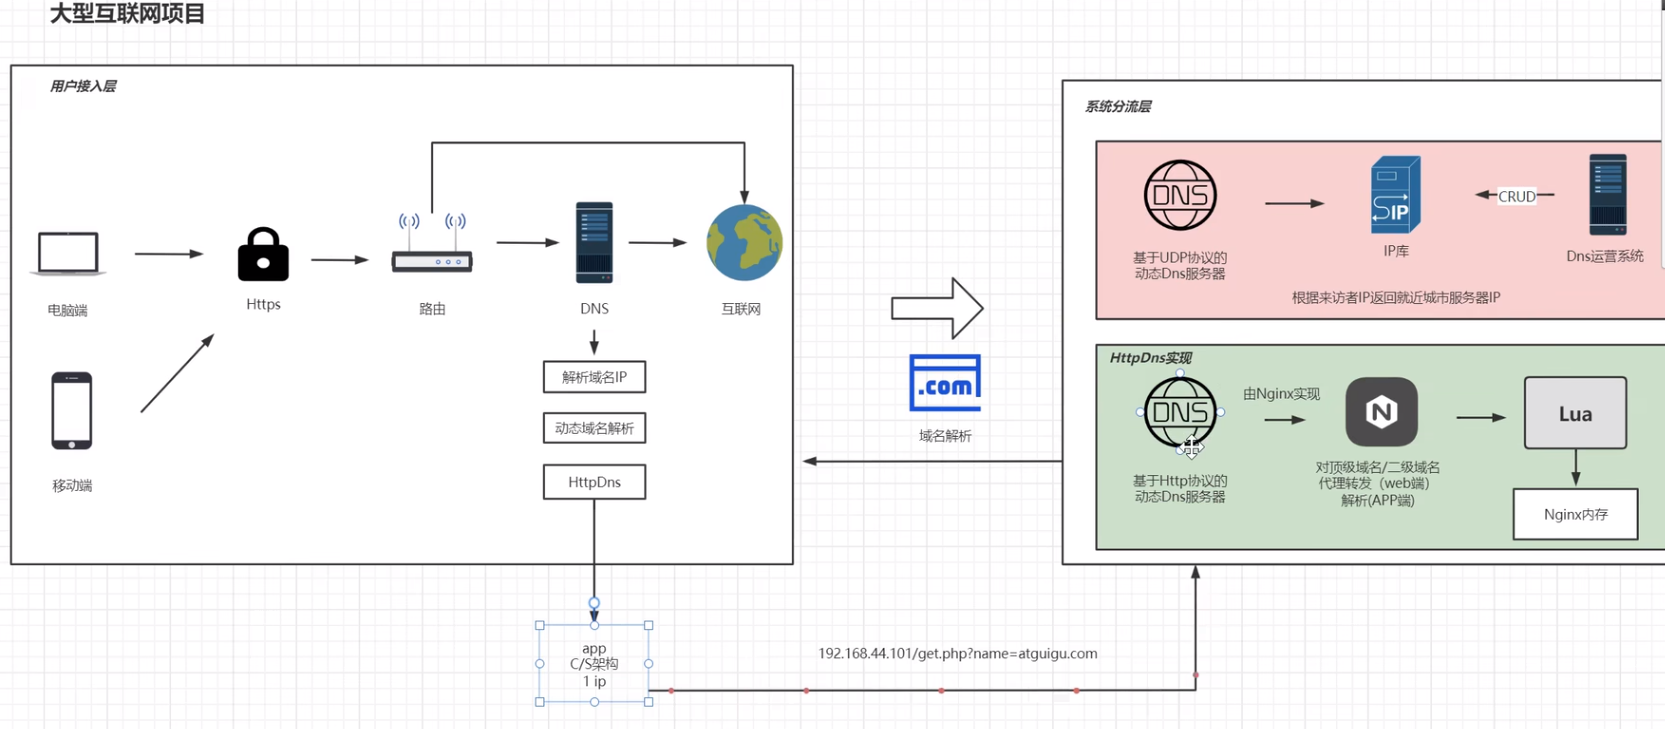 大型互联网项目
用户接入层
电脑端
Https
路由
DNS
互联网
移动端
解析域名IP
动态域名解析
HttpDns
app
C/S架构
1 ip
.com
域名解析
192.168.44.101/get.php?name=atguigu.com
系统分流层
DNS
基于UDP协议的
动态Dns服务器
IP
IP库
CRUD
Dns运营系统
根据来访者IP返回就近城市服务器IP
HttpDns实现
DNS
基于Http协议的
动态Dns服务器
由Nginx实现
N
对顶级域名/二级域名
代理转发（web端）
解析(APP端)
Lua
Nginx内存